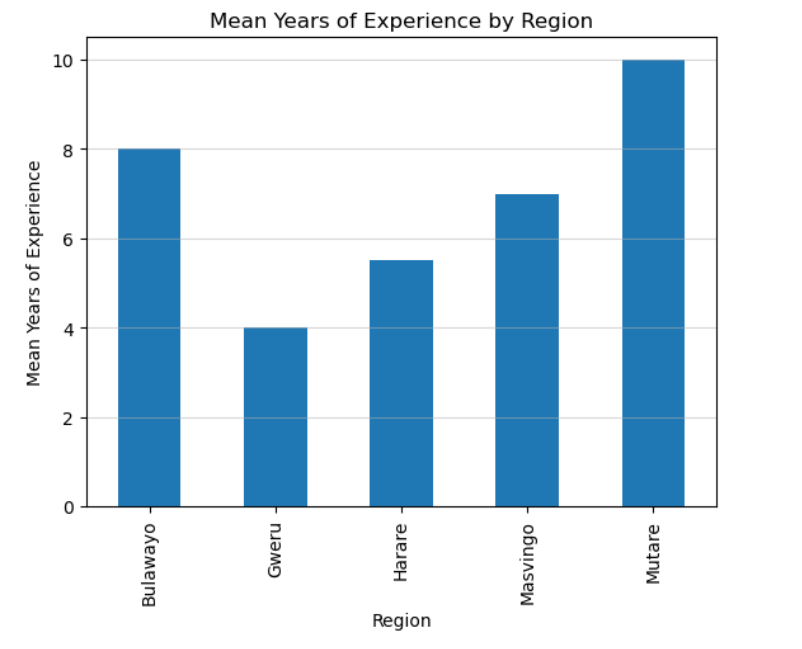 Mean Years of Experience by Region
Mean Years of Experience
10
8
6
4
2
0
Bulawayo
Gweru
Harare
Masvingo
Mutare
Region